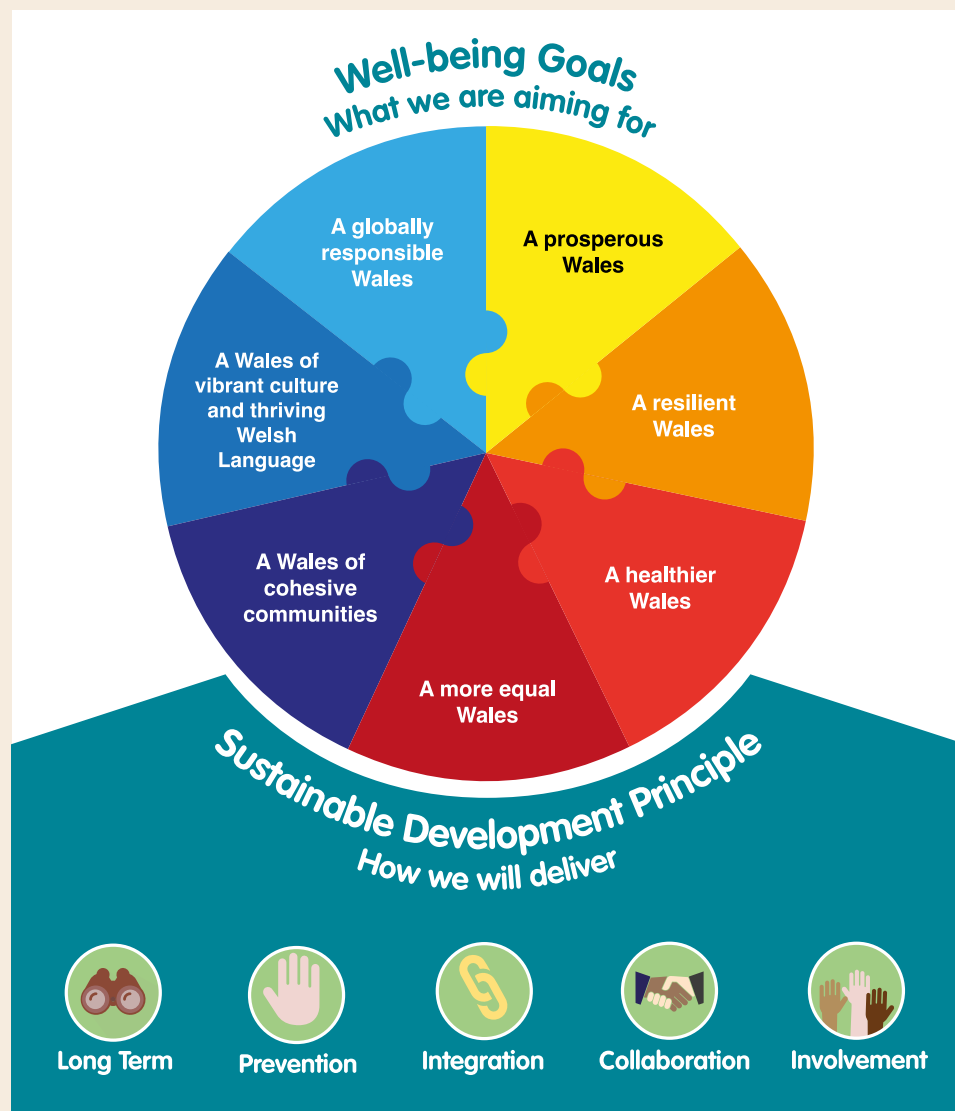 Well-being Goals
What we are aiming for
A prosperous
Wales
A resilient
Wales
A healthier
Wales
A more equal
Wales
A Wales of
cohesive
communities
A Wales of
vibrant culture
and thriving
Welsh
Language
A globally
responsible
Wales
Sustainable Development Principle
How we will deliver
Long Term
Prevention
Integration
Collaboration
Involvement